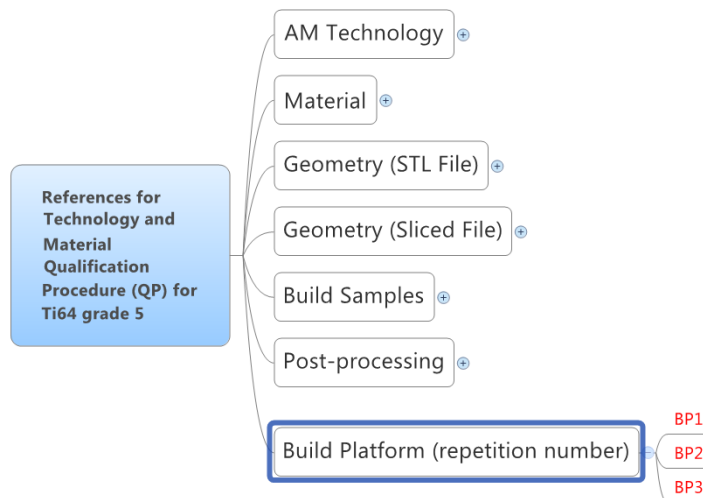 AM Technology
Material
Geometry (STL File)
References for
Technology and
Material
Qualification
Procedure (QP) for
Ti64 grade 5
Geometry (Sliced File)
Build Samples
Post-processing
Build Platform (repetition number)
BP1
BP2
BP3